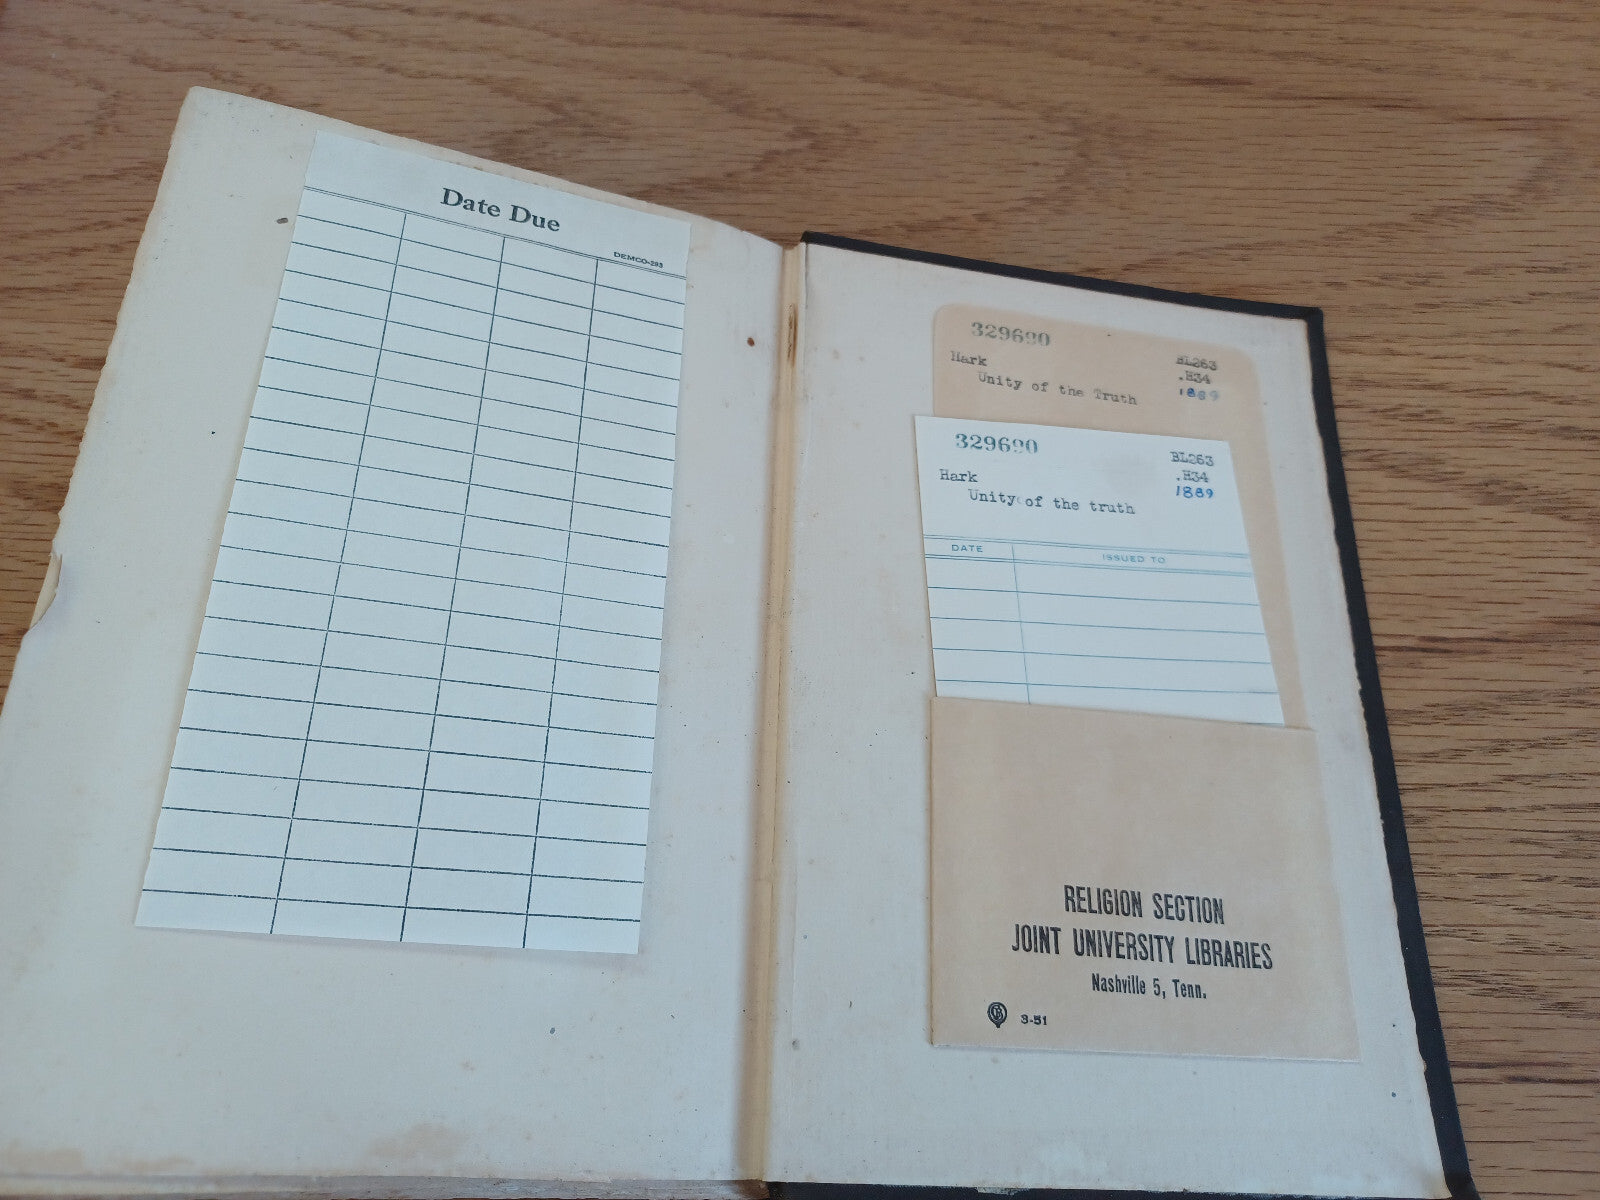 Date Due
DEMCO-293
329690
Hark
BL263
.H34
1889
Unity of the Truth
329690
Hark
BL263
.H34
1889
Unity of the truth
DATE
ISSUED TO
RELIGION SECTION
JOINT UNIVERSITY LIBRARIES
Nashville 5, Tenn.
3-51